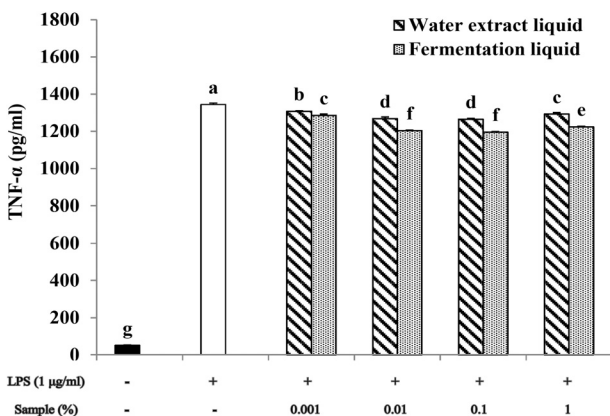 1800
1600
1400
1200
1000
800
600
400
200
0
TNF-α (pg/ml)
Water extract liquid
Fermentation liquid
g
a
b c
d f
d f
c e
LPS (1 μg/ml) - + + + + +
Sample (%) - - 0.001 0.01 0.1 1